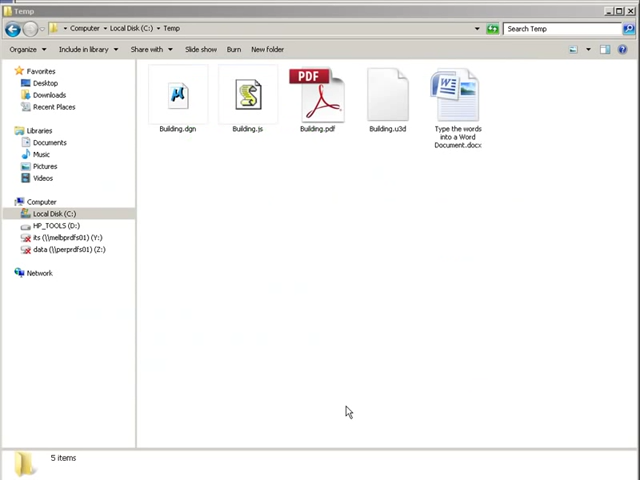 Temp
Computer Local Disk (C:) Temp
Search Temp
Organize Include in library Share with Slide show Burn New folder
Favorites
Desktop
Downloads
Recent Places
Libraries
Documents
Music
Pictures
Videos
Computer
Local Disk (C:)
HP_TOOLS (D:)
its (\\melbprdfs01) (Y:)
data (\\perprdfs01) (Z:)
Network
PDF
Building.dgn
Building.js
Building.pdf
Building.u3d
Type the words
into a Word
Document.docx
5 items